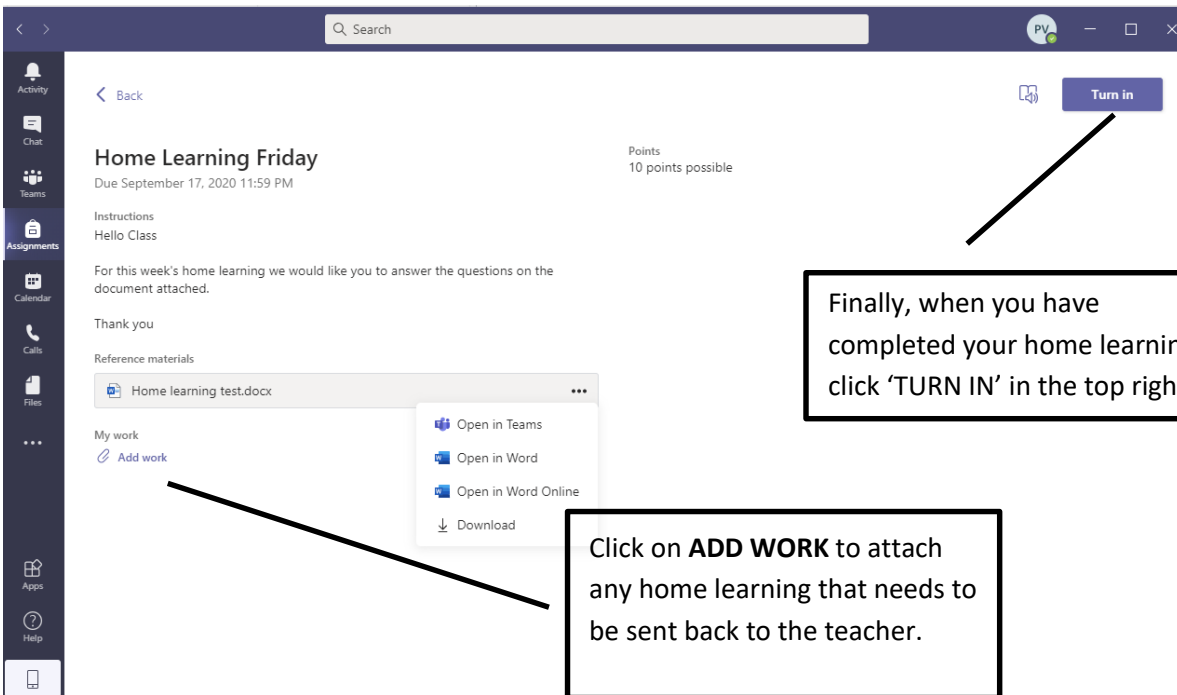 Search
PV
Activity
Chat
Teams
Assignments
Calendar
Calls
Files
Apps
Help
Back
Turn in
Home Learning Friday
Due September 17, 2020 11:59 PM
Points
10 points possible
Instructions
Hello Class
For this week's home learning we would like you to answer the questions on the
document attached.
Thank you
Reference materials
Home learning test.docx
Open in Teams
Open in Word
Open in Word Online
Download
My work
Add work
Finally, when you have
completed your home learnin
click ‘TURN IN’ in the top righ
Click on ADD WORK to attach
any home learning that needs to
be sent back to the teacher.